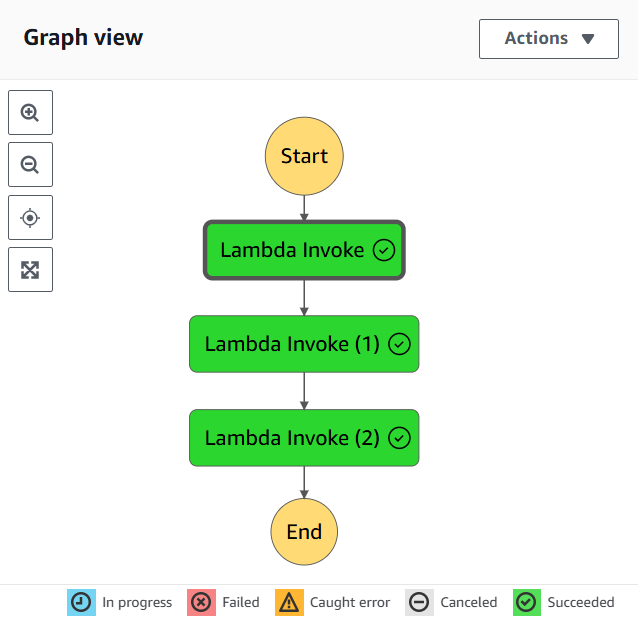 Graph view
Actions
Start
Lambda Invoke
Lambda Invoke (1)
Lambda Invoke (2)
End
In progress
Failed
Caught error
Canceled
Succeeded